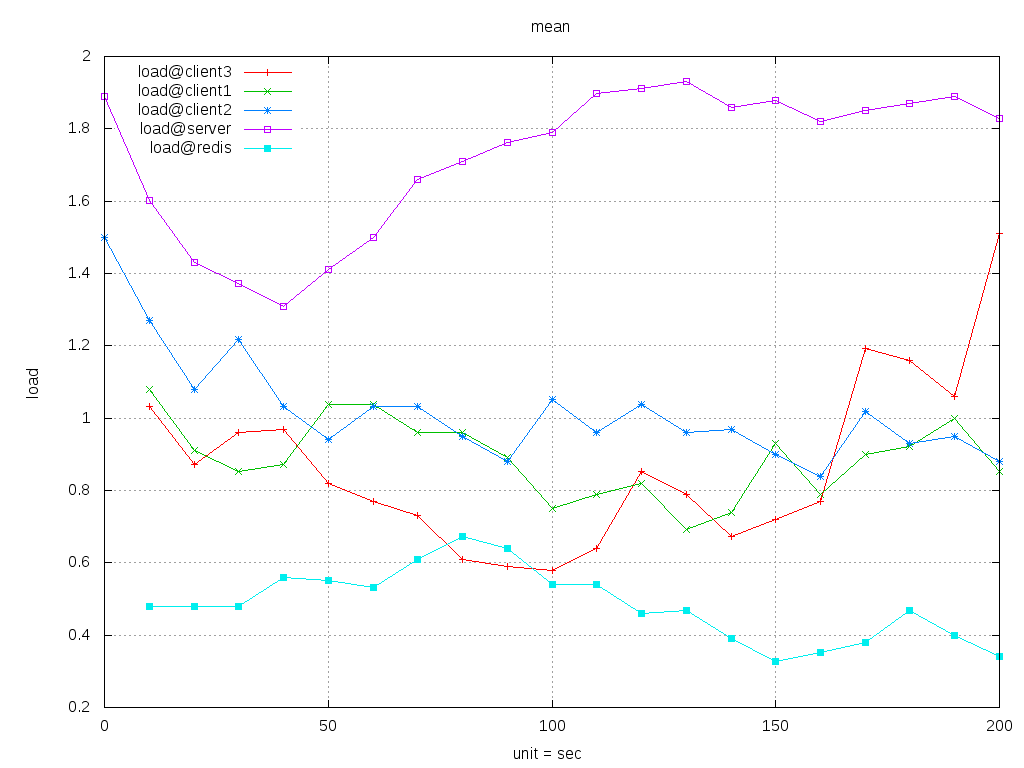 mean
load@client3
load@client1
load@client2
load@server
load@redis
load
2
1.8
1.6
1.4
1.2
1
0.8
0.6
0.4
0.2
0 50 100 150 200
unit = sec